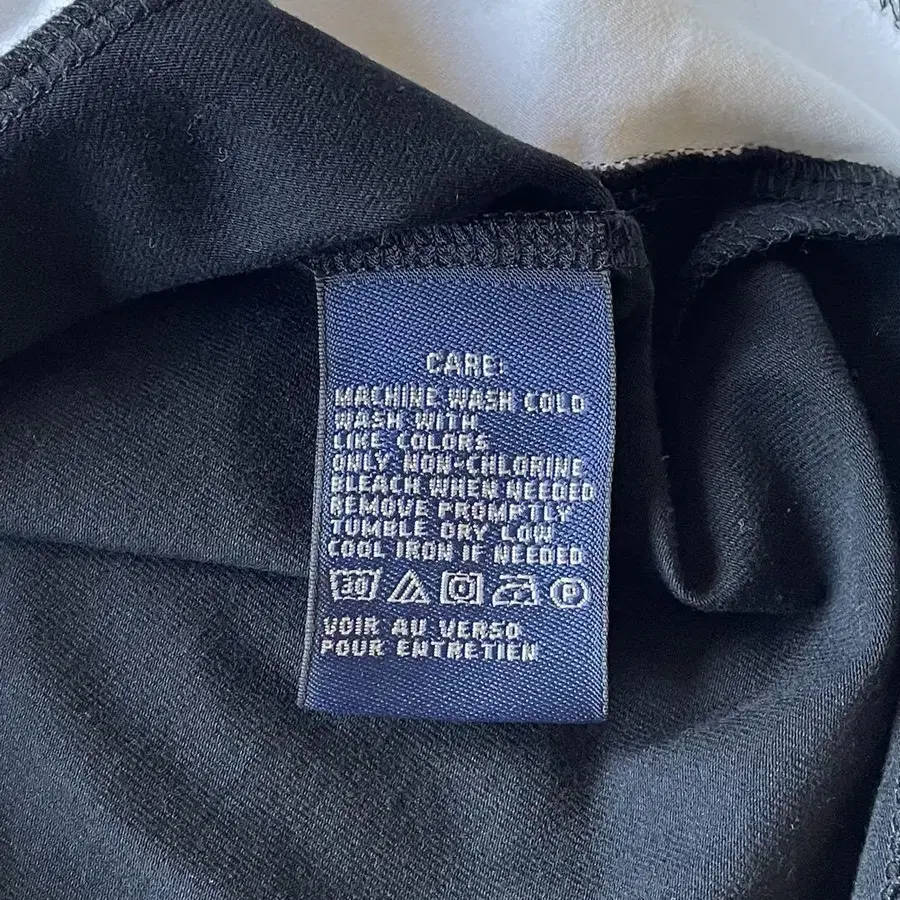 CARE:
MACHINE WASH COLD
WASH WITH
LIKE COLORS
ONLY NON-CHLORINE
BLEACH WHEN NEEDED
REMOVE PROMPTLY
TUMBLE DRY LOW
COOL IRON IF NEEDED
30 P
VOIR AU VERSO
POUR ENTRETIEN